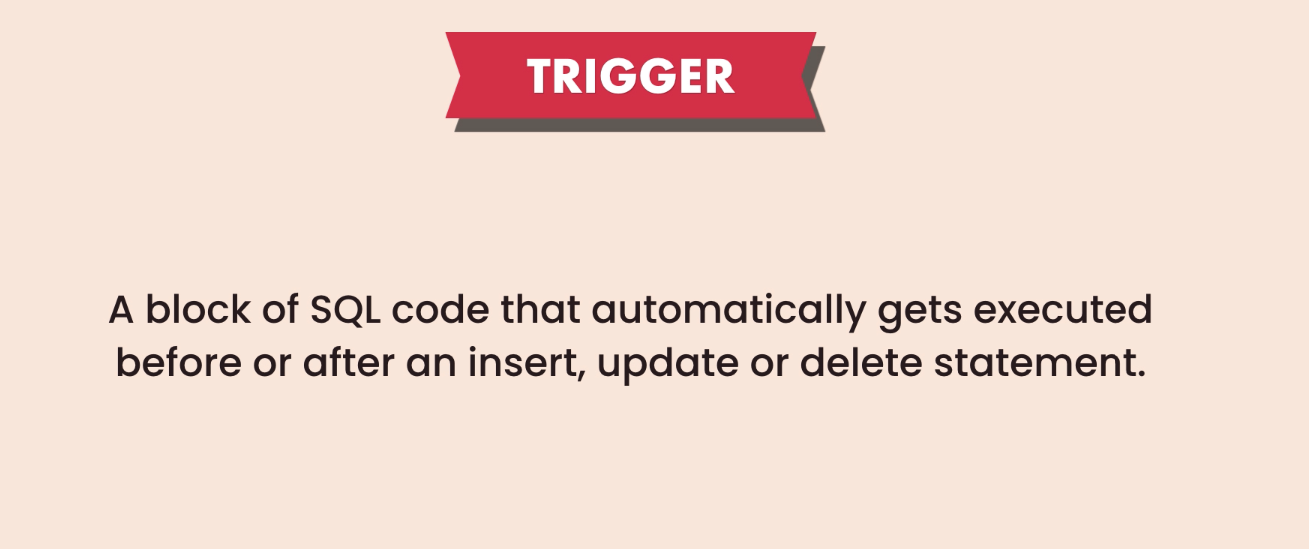 TRIGGER
A block of SQL code that automatically gets executed
before or after an insert, update or delete statement.